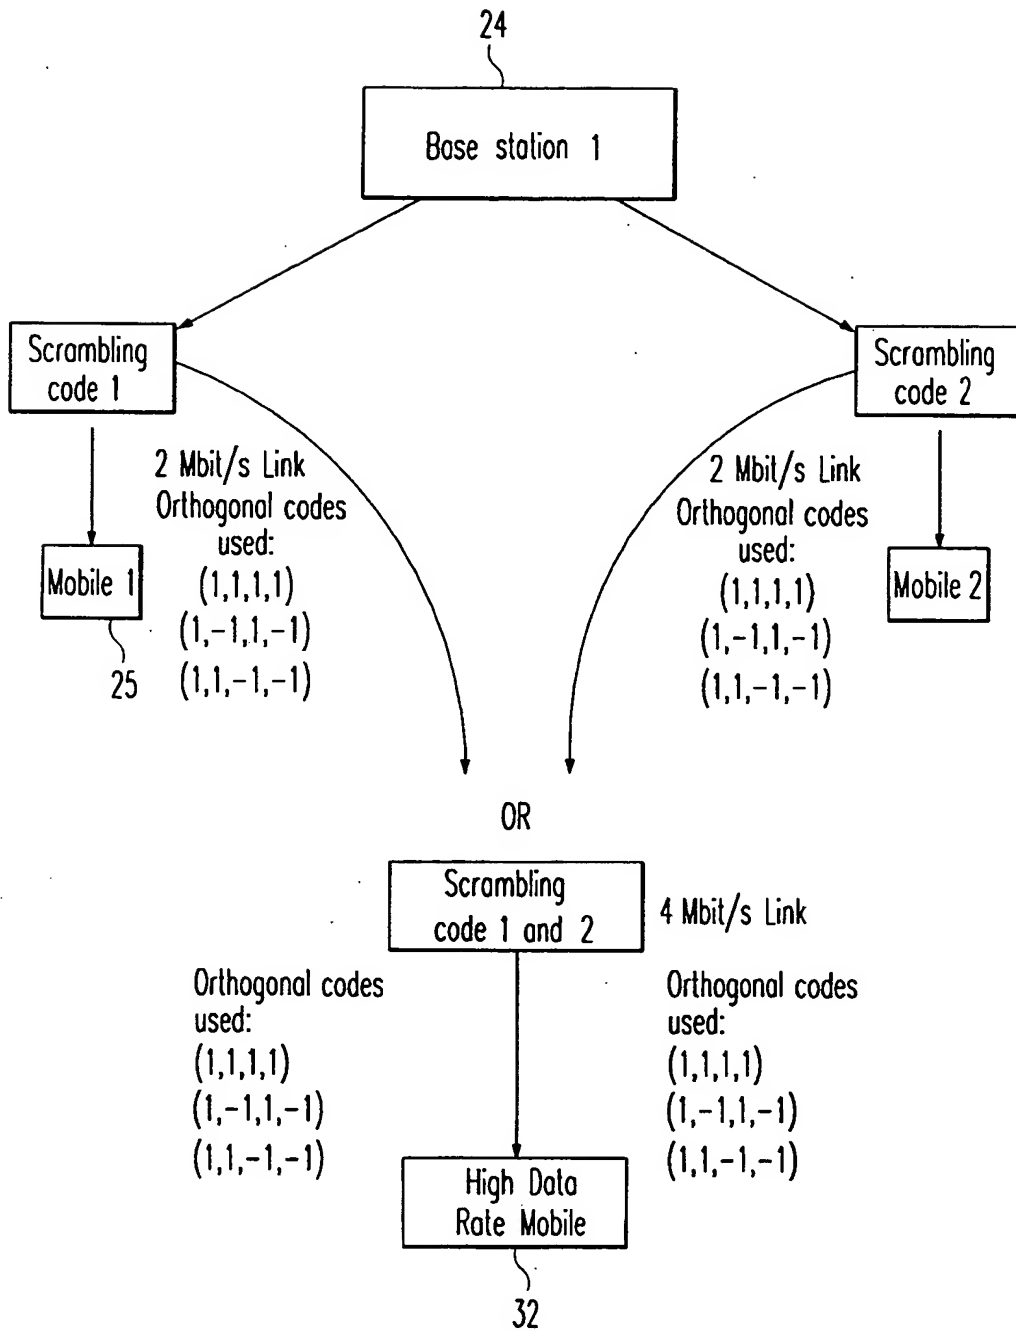 24
Base station 1
Scrambling
code 1
Scrambling
code 2
2 Mbit/s Link
Orthogonal codes
used:
(1,1,1,1)
(1,-1,1,-1)
(1,1,-1,-1)
2 Mbit/s Link
Orthogonal codes
used:
(1,1,1,1)
(1,-1,1,-1)
(1,1,-1,-1)
Mobile 1
25
Mobile 2
OR
Scrambling
code 1 and 2
4 Mbit/s Link
Orthogonal codes
used:
(1,1,1,1)
(1,-1,1,-1)
(1,1,-1,-1)
Orthogonal codes
used:
(1,1,1,1)
(1,-1,1,-1)
(1,1,-1,-1)
High Data
Rate Mobile
32